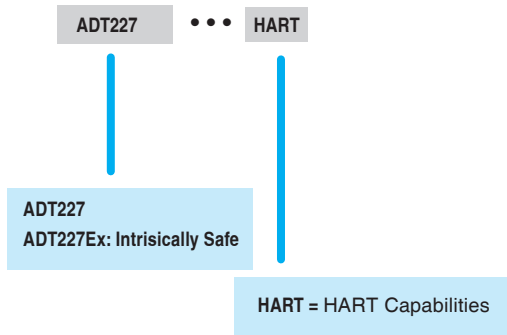 ADT227 ••• HART
ADT227
ADT227Ex: Intrisically Safe
HART = HART Capabilities